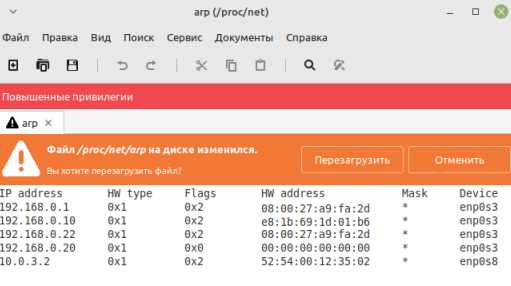 arp (/proc/net)
Файл Правка Вид Поиск Сервис Документы Справка
Повышенные привилегии
arp
Файл /proc/net/arp на диске изменился.
Вы хотите перезагрузить файл?
Перезагрузить
Отменить
IP address HW type Flags HW address Mask Device
192.168.0.1 0x1 0x2 08:00:27:a9:fa:2d * enp0s3
192.168.0.10 0x1 0x2 e8:1b:69:1d:01:b6 * enp0s3
192.168.0.22 0x1 0x2 08:00:27:a9:fa:2d * enp0s3
192.168.0.20 0x1 0x0 00:00:00:00:00:00 * enp0s3
10.0.3.2 0x1 0x2 52:54:00:12:35:02 * enp0s8